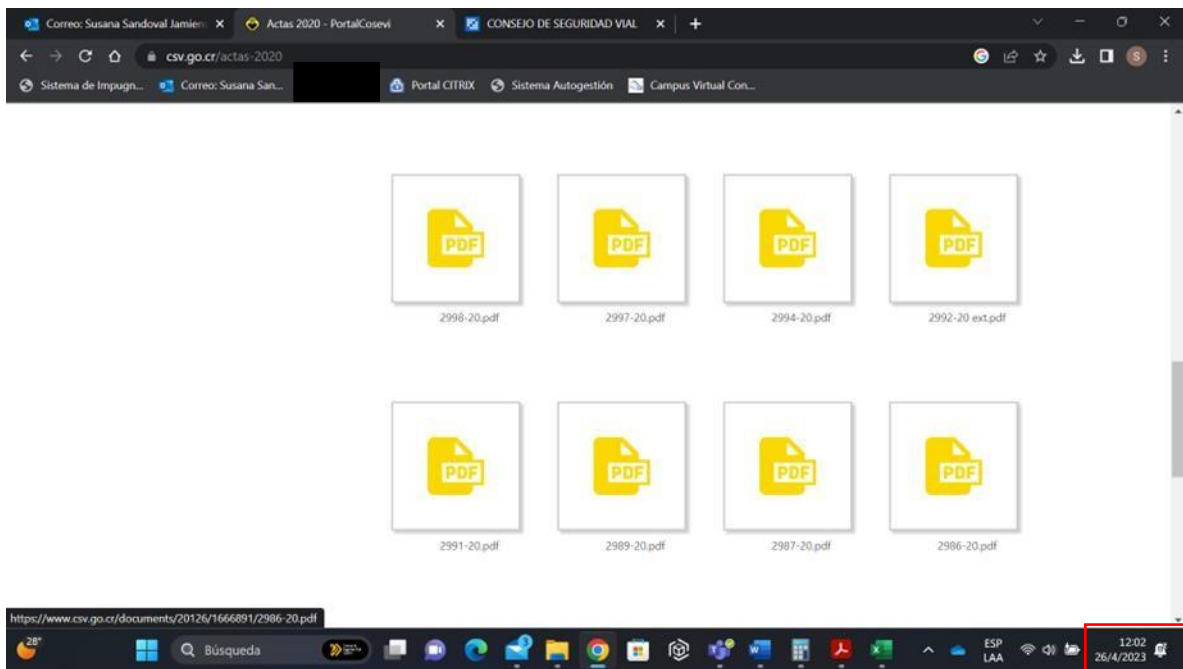 Correo: Susana Sandoval Jamien
Actas 2020 - PortalCosevi
CONSEJO DE SEGURIDAD VIAL
csv.go.cr/actas-2020
Sistema de Impugn...
Correo: Susana San...
Portal CITRIX
Sistema Autogestión
Campus Virtual Con...
PDF PDF PDF PDF
2998-20.pdf 2997-20.pdf 2994-20.pdf 2992-20 ext.pdf
PDF PDF PDF PDF
2991-20.pdf 2989-20.pdf 2987-20.pdf 2986-20.pdf
https://www.csv.go.cr/documents/20126/1666891/2986-20.pdf
28°
Búsqueda
ESP
LAA
12:02
26/4/2023